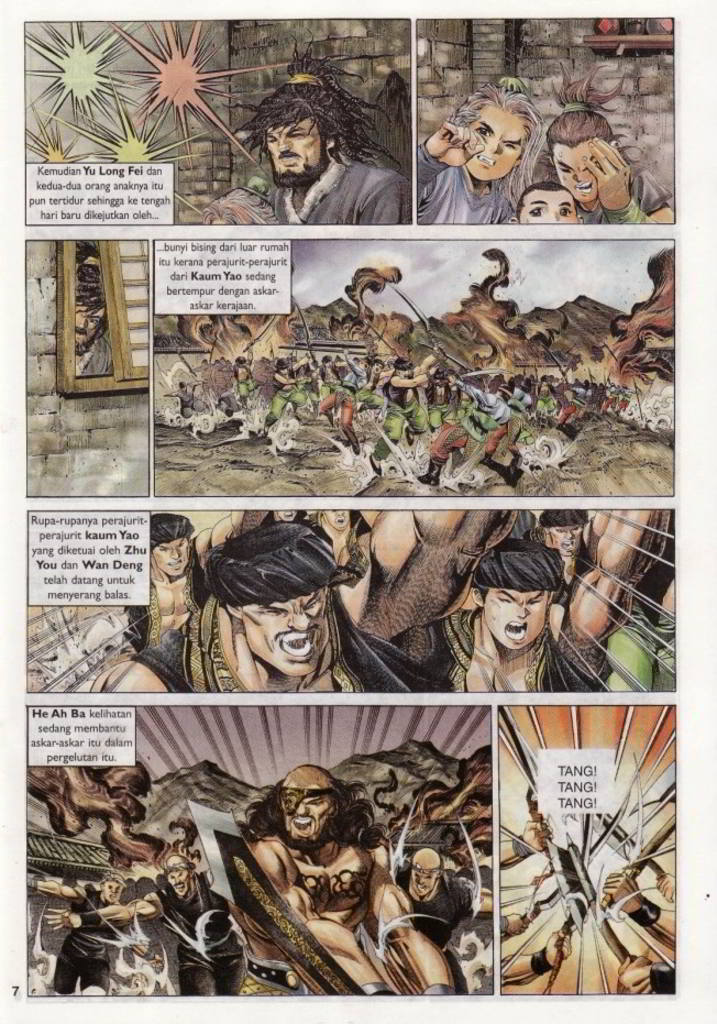 Kemudian Yu Long Fei dan
kedua-dua orang anaknya itu
pun tertidur sehingga ke tengah
hari baru dikejutkan oleh...
...bunyi bising dari luar rumah
itu kerana perajurit-perajurit
dari Kaum Yao sedang
bertempur dengan askar-
askar kerajaan.
Rupa-rupanya perajurit-
perajurit kaum Yao
yang diketuai oleh Zhu
You dan Wan Deng
telah datang untuk
menyerang balas.
He Ah Ba kelihatan
sedang membantu
askar-askar itu dalam
pergelutan itu.
TANG!
TANG!
TANG!
7